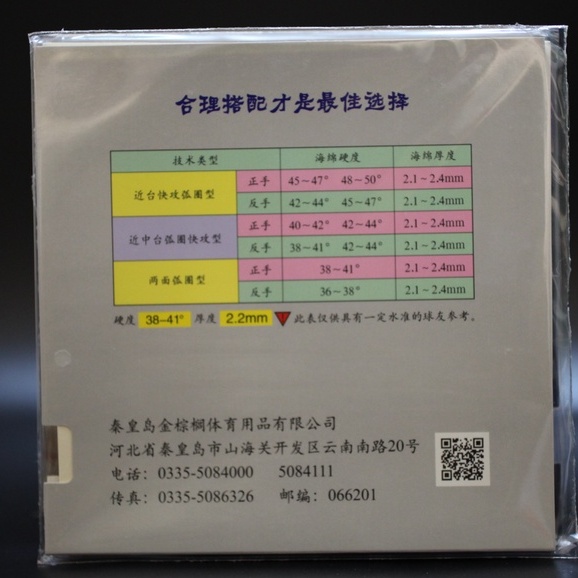 合理搭配才是最佳选择
技术类型 海绵硬度 海绵厚度
近台快攻弧圈型 正手 45～47° 48～50° 2.1～2.4mm
反手 42～44° 45～47° 2.1～2.4mm
近中台弧圈快攻型 正手 40～42° 42～44° 2.1～2.4mm
反手 38～41° 42～44° 2.1～2.4mm
两面弧圈型 正手 38～41° 2.1～2.4mm
反手 36～38° 2.1～2.4mm
硬度 38-41° 厚度 2.2mm 此表仅供具有一定水准的球友参考。
秦皇岛金棕榈体育用品有限公司
河北省秦皇岛市山海关开发区云南南路20号
电话：0335-5084000 5084111
传真：0335-5086326 邮编：066201